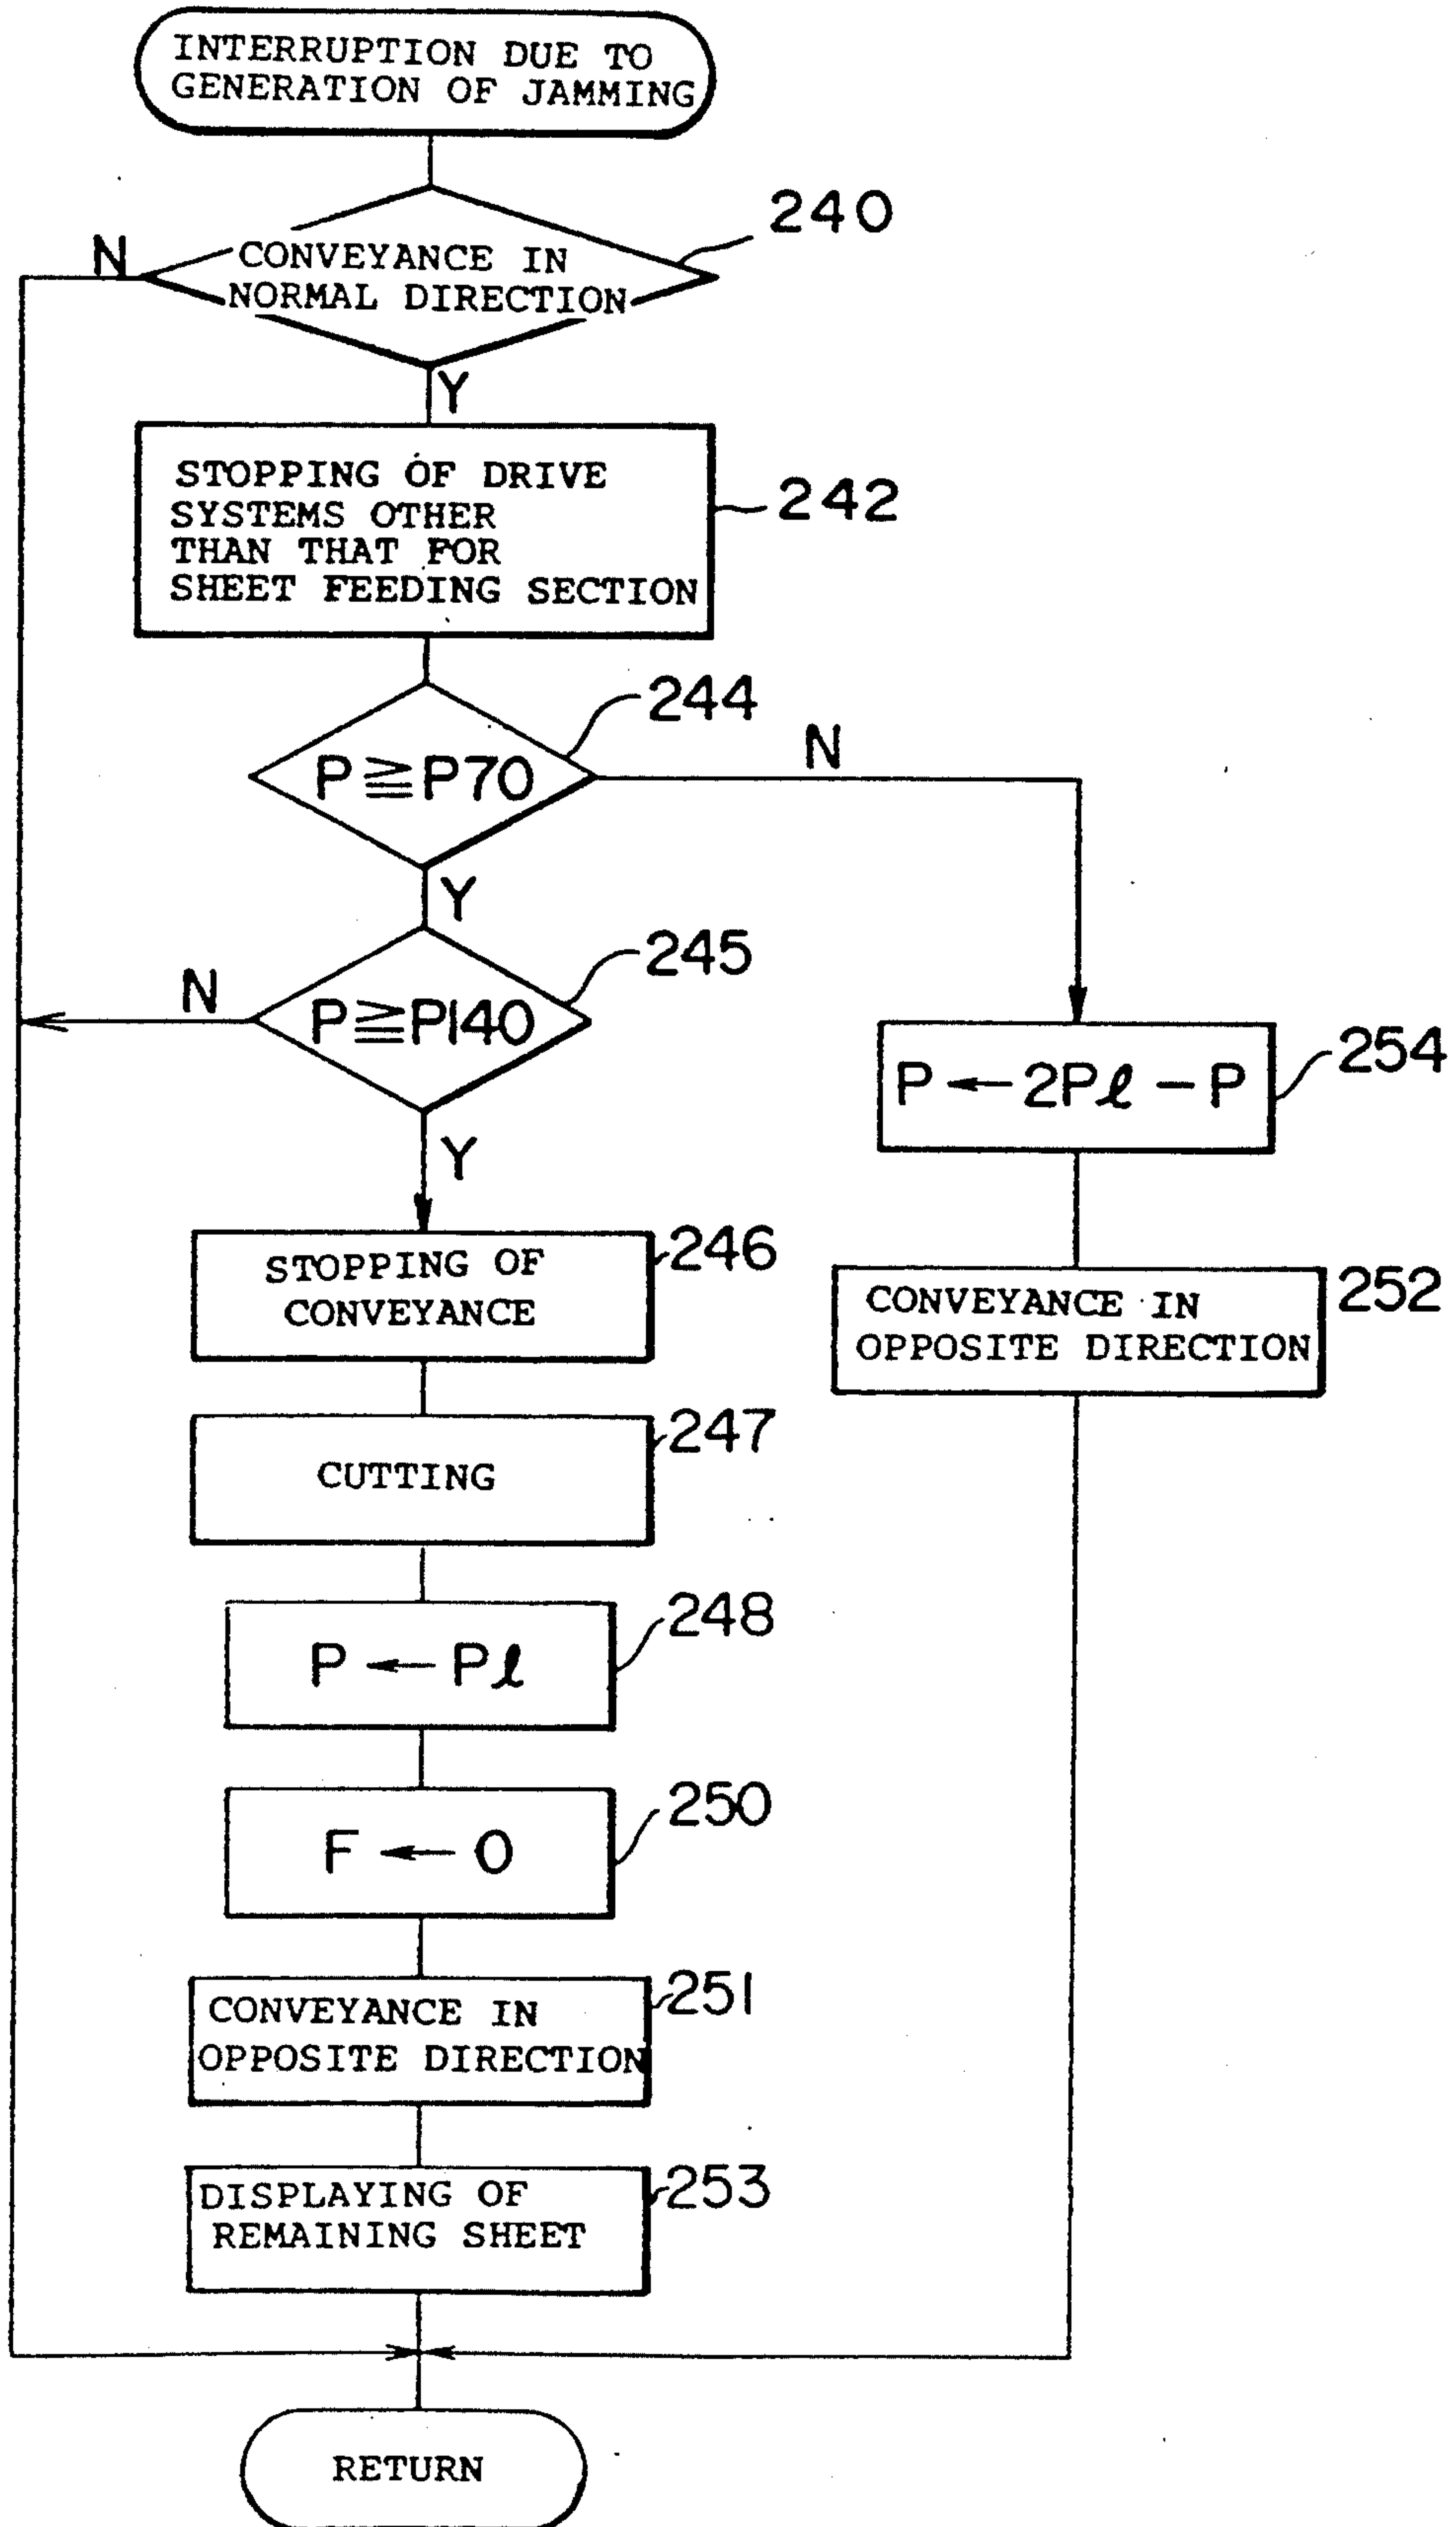 INTERRUPTION DUE TO
GENERATION OF JAMMING
240
N
CONVEYANCE IN
NORMAL DIRECTION
Y
STOPPING OF DRIVE
SYSTEMS OTHER
THAN THAT FOR
SHEET FEEDING SECTION
242
244
P≧P70
N
Y
245
N
P≧P140
Y
254
P ← 2Pℓ − P
246
STOPPING OF
CONVEYANCE
252
CONVEYANCE IN
OPPOSITE DIRECTION
247
CUTTING
248
P ← Pℓ
250
F ← 0
251
CONVEYANCE IN
OPPOSITE DIRECTION
253
DISPLAYING OF
REMAINING SHEET
RETURN